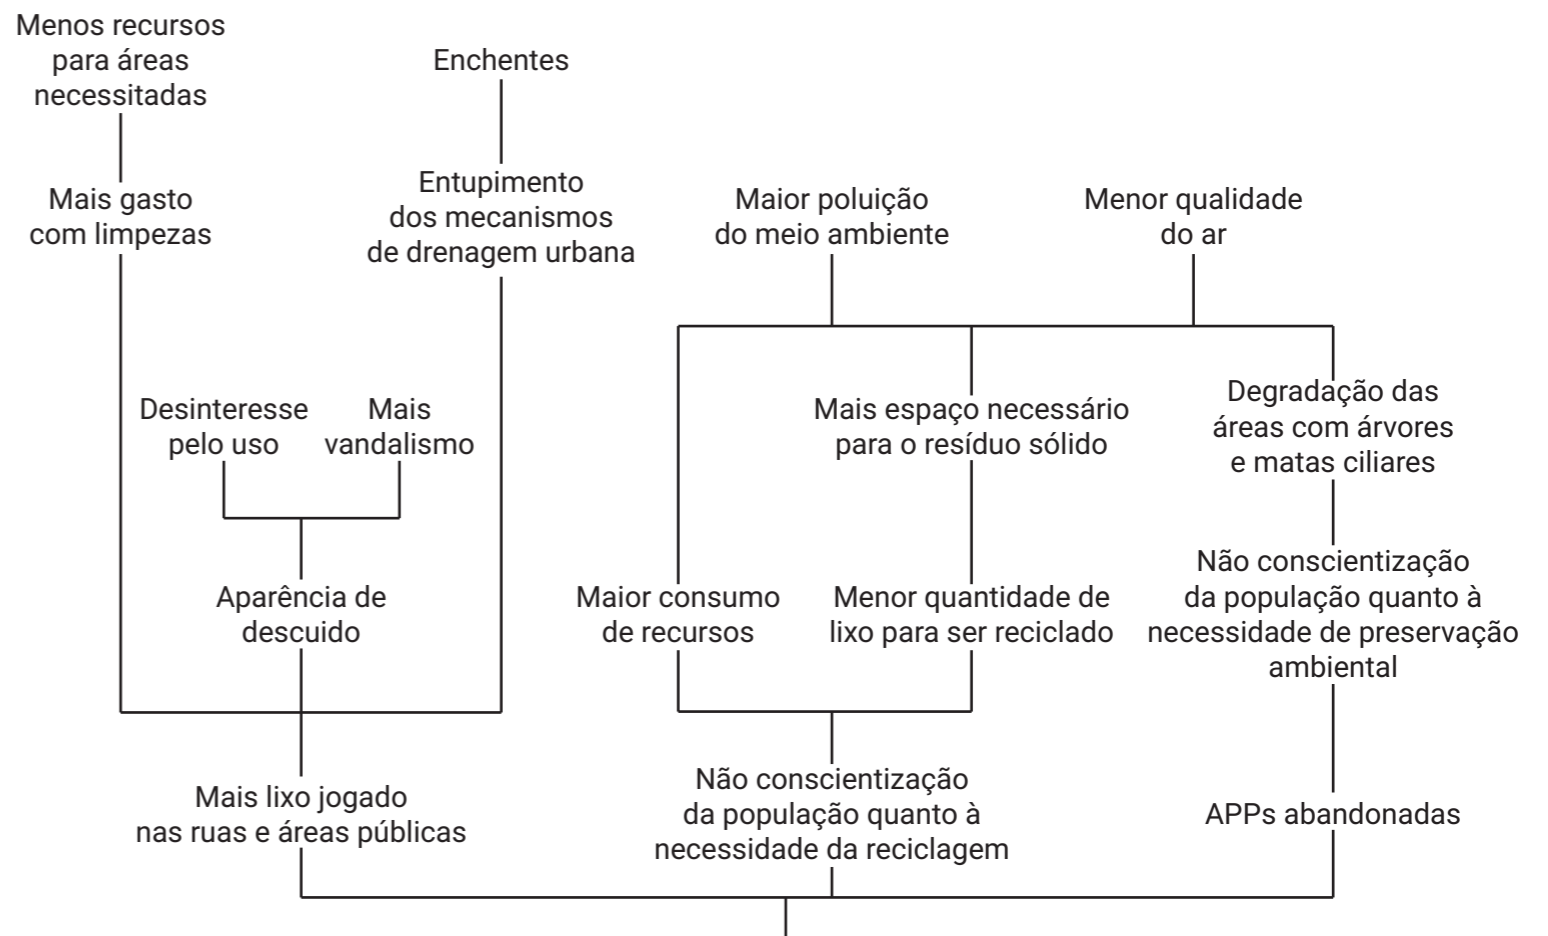 Menos recursos
para áreas
necessitadas
Enchentes
Mais gasto
com limpezas
Entupimento
dos mecanismos
de drenagem urbana
Maior poluição
do meio ambiente
Menor qualidade
do ar
Desinteresse
pelo uso
Mais
vandalismo
Mais espaço necessário
para o resíduo sólido
Degradação das
áreas com árvores
e matas ciliares
Aparência de
descuido
Maior consumo
de recursos
Menor quantidade de
lixo para ser reciclado
Não conscientização
da população quanto à
necessidade de preservação
ambiental
Mais lixo jogado
nas ruas e áreas públicas
Não conscientização
da população quanto à
necessidade da reciclagem
APPs abandonadas